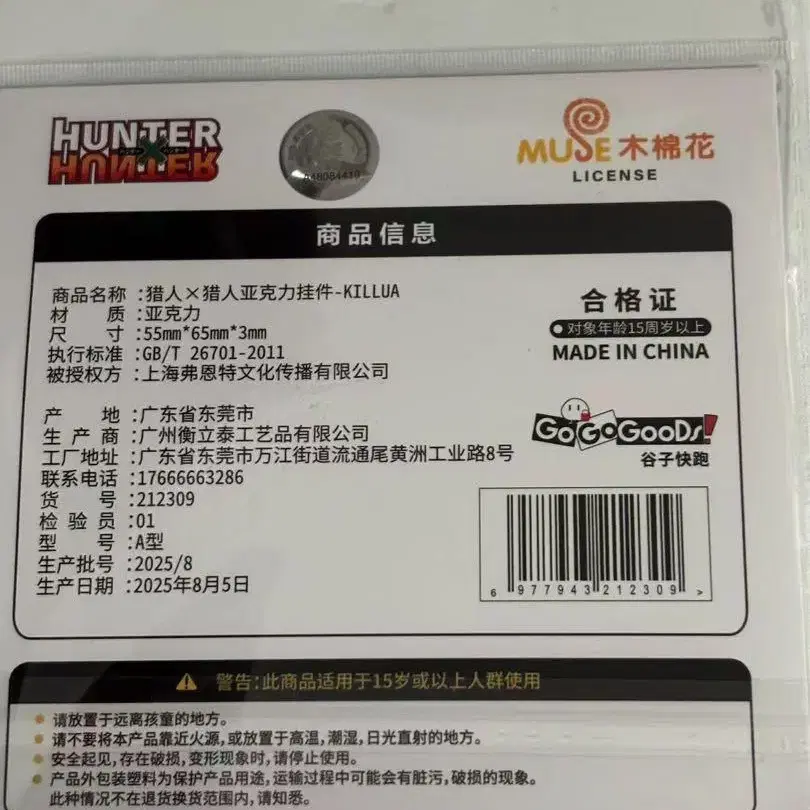 HUNTER
HUNTER
A48084419
MUSE 木棉花
LICENSE
商品信息
商品名称 :猎人×猎人亚克力挂件-KILLUA
材 质 :亚克力
尺 寸 :55mm*65mm*3mm
执行标准 :GB/T 26701-2011
被授权方 :上海弗恩特文化传播有限公司
合格证
对象年龄15周岁以上
MADE IN CHINA
产 地 :广东省东莞市
生 产 商 :广州衡立泰工艺品有限公司
工厂地址 :广东省东莞市万江街道流通尾黄洲工业路8号
联系电话 :17666663286
货 号 :212309
检 验 员 :01
型 号 :A型
生产批号 :2025/8
生产日期 :2025年8月5日
GoGoGooDs!
谷子快跑
6 977943 212309 >
警告:此商品适用于15岁或以上人群使用
请放置于远离孩童的地方。
请不要将本产品靠近火源,或放置于高温,潮湿,日光直射的地方。
安全起见,存在破损,变形现象时,请停止使用。
产品外包装塑料为保护产品用途,运输过程中可能会有脏污,破损的现象。
此种情况不在退货换货范围内,请知悉。